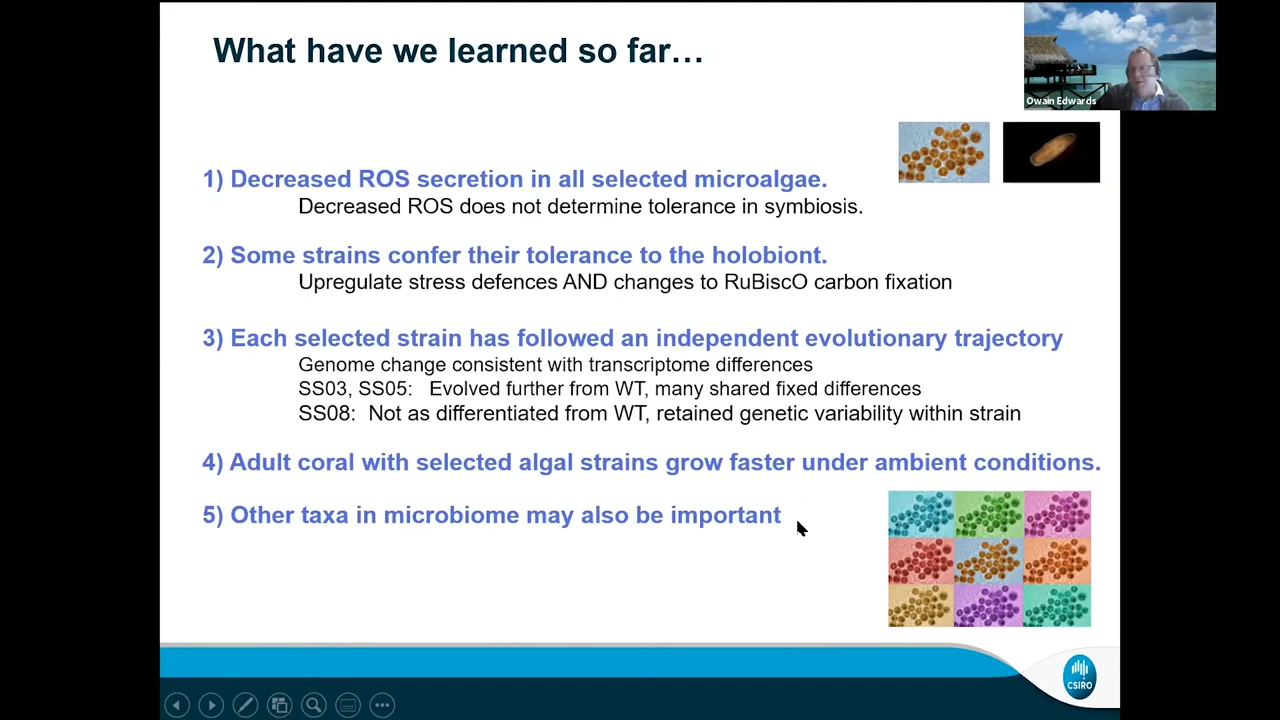 What have we learned so far…
Owain Edwards
1) Decreased ROS secretion in all selected microalgae.
Decreased ROS does not determine tolerance in symbiosis.
2) Some strains confer their tolerance to the holobiont.
Upregulate stress defences AND changes to RuBiscO carbon fixation
3) Each selected strain has followed an independent evolutionary trajectory
Genome change consistent with transcriptome differences
SS03, SS05: Evolved further from WT, many shared fixed differences
SS08: Not as differentiated from WT, retained genetic variability within strain
4) Adult coral with selected algal strains grow faster under ambient conditions.
5) Other taxa in microbiome may also be important
CSIRO